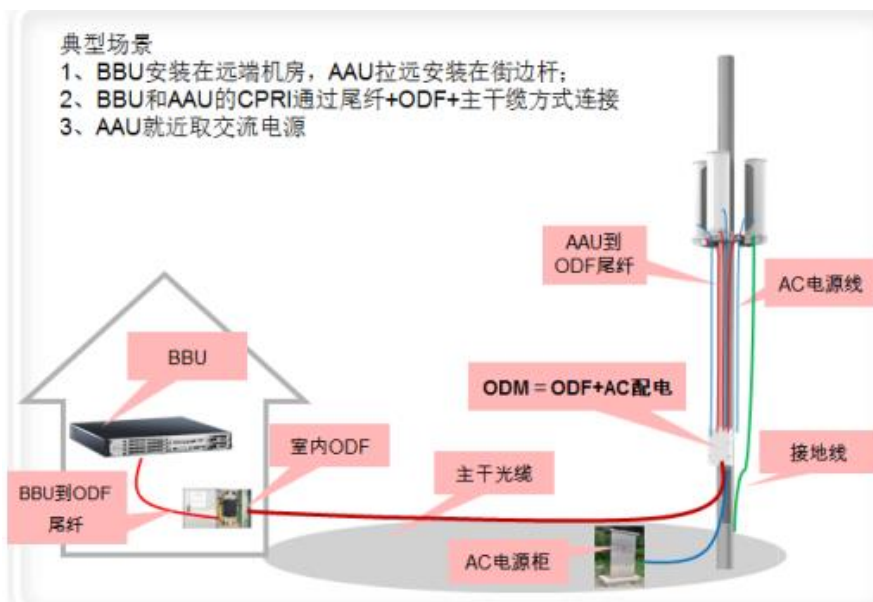 典型场景
1、BBU安装在远端机房，AAU拉远安装在街边杆；
2、BBU和AAU的CPRI通过尾纤+ODF+主干缆方式连接
3、AAU就近取交流电源
AAU到
ODF尾纤
AC电源线
BBU
ODM＝ODF+AC配电
室内ODF
主干光缆
接地线
BBU到ODF
尾纤
AC电源柜